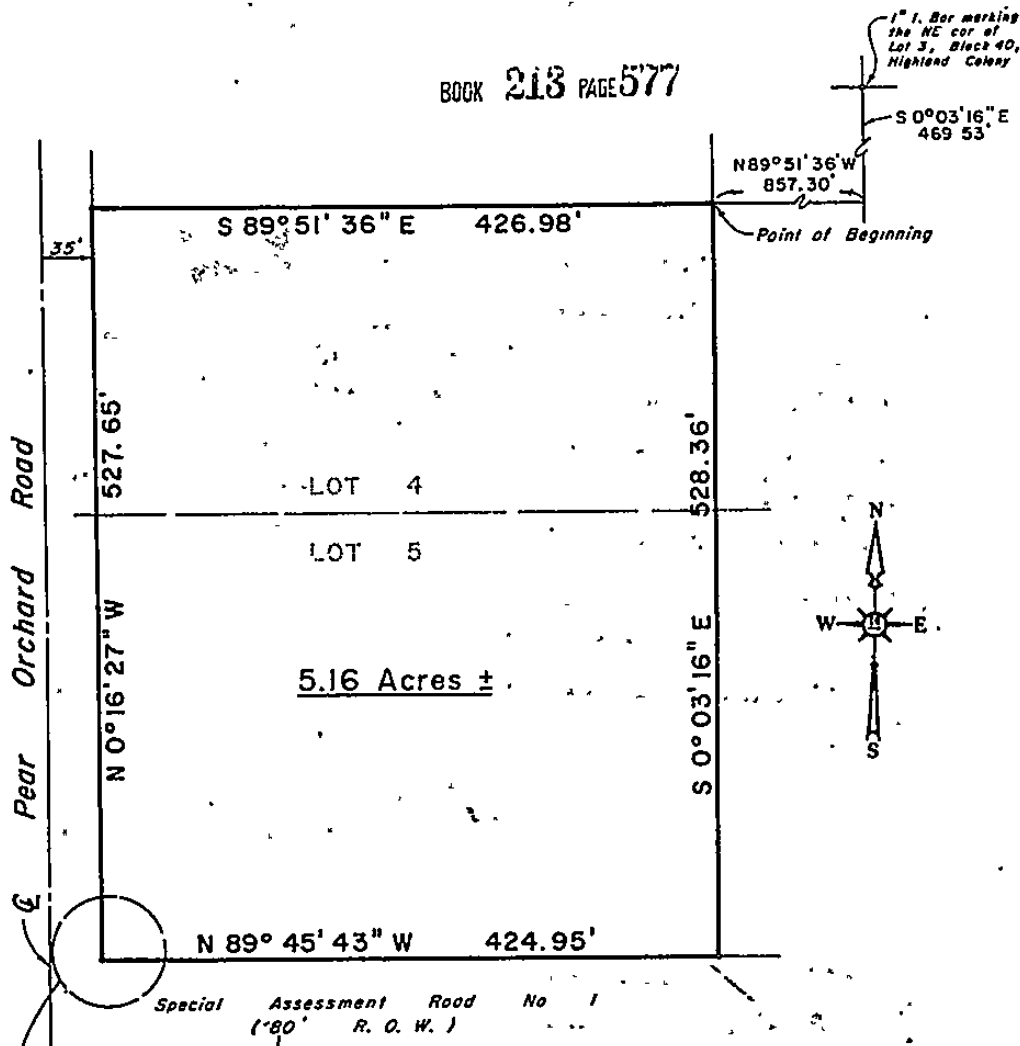 1" I. Bar marking
the NE cor of
Lot 3, Block 40,
Highland Colony
BOOK 213 PAGE 577
S 0°03'16" E
469 53'
N89°51'36"W
857.30'
S 89° 51' 36" E 426.98'
Point of Beginning
35'
527.65'
528.36'
LOT 4
LOT 5
N
W E
S
N 0° 16' 27" W
S 0° 03' 16" E
5.16 Acres ±
℄ Pear Orchard Road
N 89° 45' 43" W 424.95'
Special Assessment Road No 1
(80' R. O. W.)